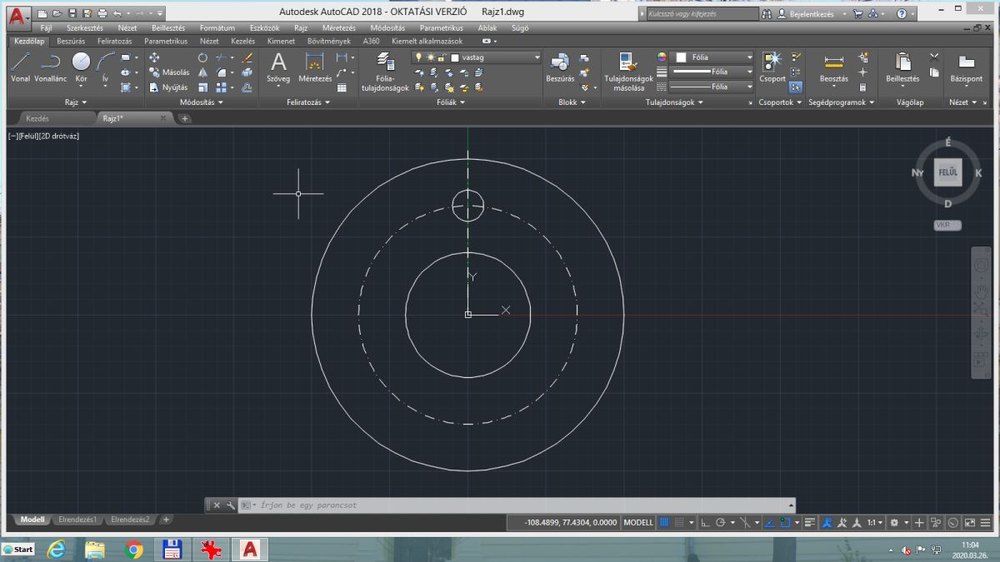 Autodesk AutoCAD 2018 - OKTATÁSI VERZIÓ Rajz1.dwg
Kulcsszó vagy kifejezés
Bejelentkezés
Fájl Szerkesztés Nézet Beillesztés Formátum Eszközök Rajz Méretezés Módosítás Parametrikus Ablak Súgó
Kezdőlap Beszúrás Feliratozás Parametrikus Nézet Kezelés Kimenet Bővítmények A360 Kiemelt alkalmazások
Vonal Vonallánc Kör Ív
Másolás
Nyújtás
Szöveg Méretezés
Fólia-
tulajdonságok
vastag
Beszúrás
Tulajdonságok
másolása
Fólia
Fólia
Fólia
Csoport
Beosztás
Beillesztés
Bázispont
Rajz Módosítás Feliratozás Fóliák Blokk Tulajdonságok Csoportok Segédprogramok Vágólap Nézet
Kezdés Rajz1*
[−][Felül][2D drótváz]
É
Ny FELÜL K
D
VKR
Y
X
Írjon be egy parancsot
Modell Elrendezés1 Elrendezés2
-108.4899, 77.4304, 0.0000 MODELL 1:1
Start
11:04
2020.03.26.